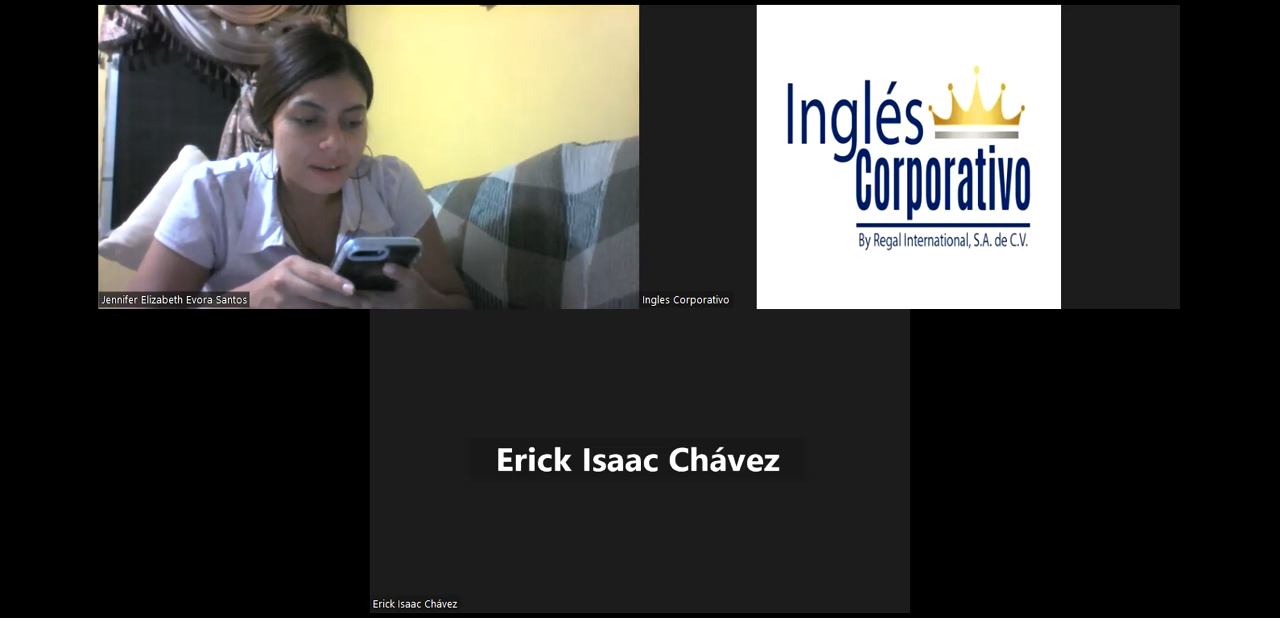 Inglés
Corporativo
By Regal International, S.A. de C.V.
Jennifer Elizabeth Evora Santos
Ingles Corporativo
Erick Isaac Chávez
Erick Isaac Chávez